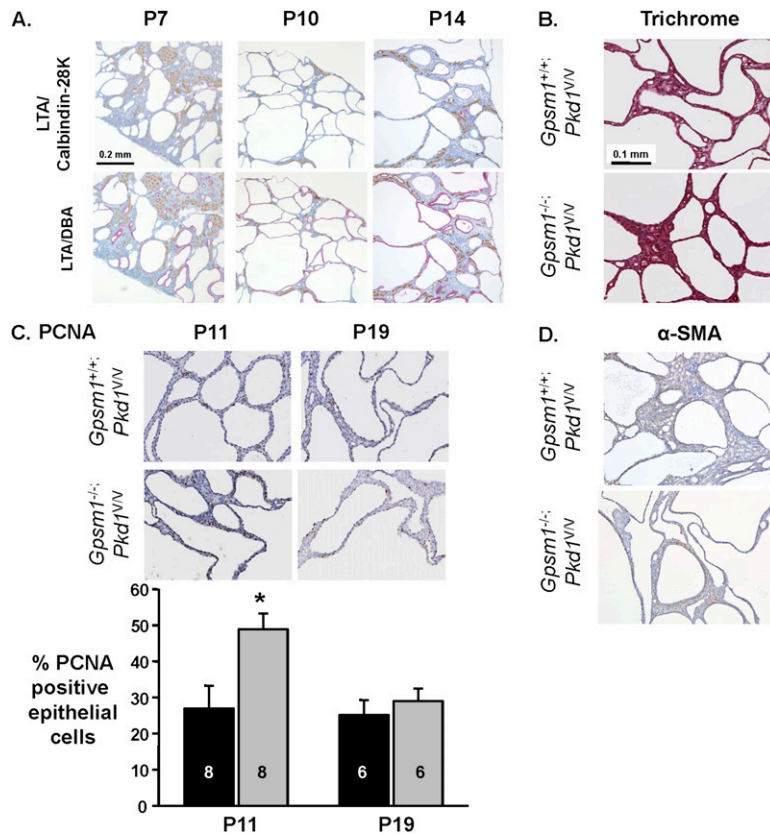 A. P7 P10 P14
LTA/
Calbindin-28K
0.2 mm
LTA/DBA
B. Trichrome
Gpsm1+/+;
Pkd1V/V
0.1 mm
Gpsm1-/-;
Pkd1V/V
C. PCNA P11 P19
Gpsm1+/+;
Pkd1V/V
Gpsm1-/-;
Pkd1V/V
60
50
40
30
20
10
0
% PCNA
positive
epithelial
cells
*
8 8 6 6
P11 P19
D. α-SMA
Gpsm1+/+;
Pkd1V/V
Gpsm1-/-;
Pkd1V/V